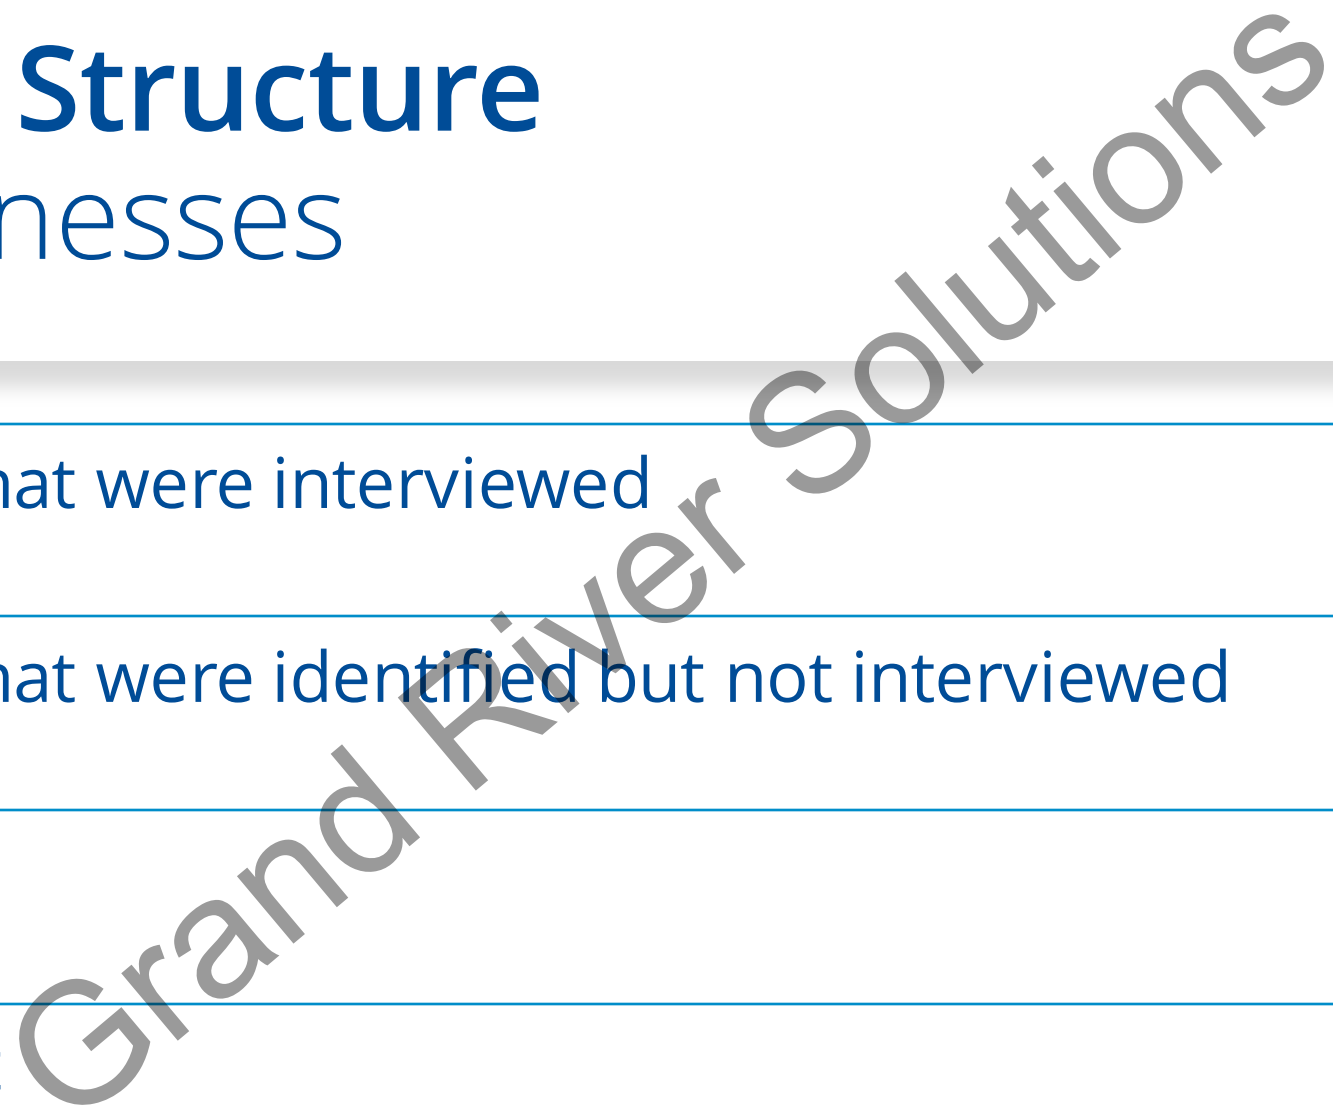 Structure
nesses
hat were interviewed
hat were identified but not interviewed
Grand River Solutions